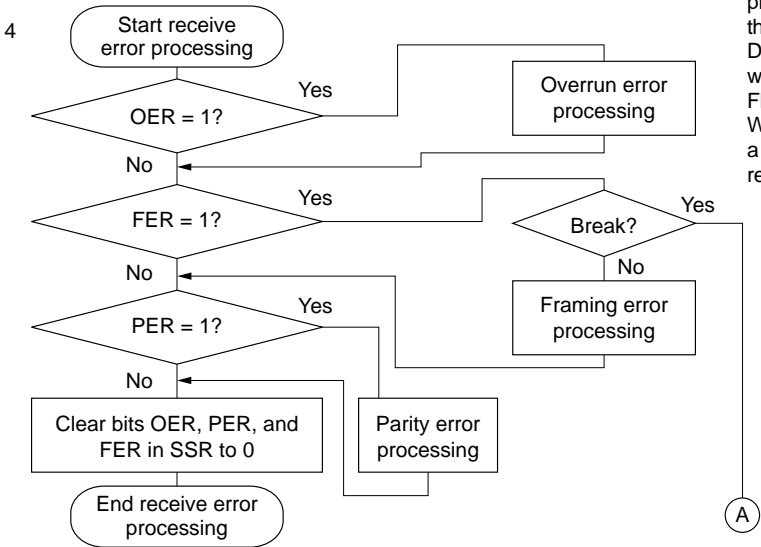 4
Start receive
error processing
OER = 1?
Yes
Overrun error
processing
No
FER = 1?
Yes
Break?
Yes
No
No
Framing error
processing
PER = 1?
Yes
No
Clear bits OER, PER, and
FER in SSR to 0
Parity error
processing
End receive error
processing
A